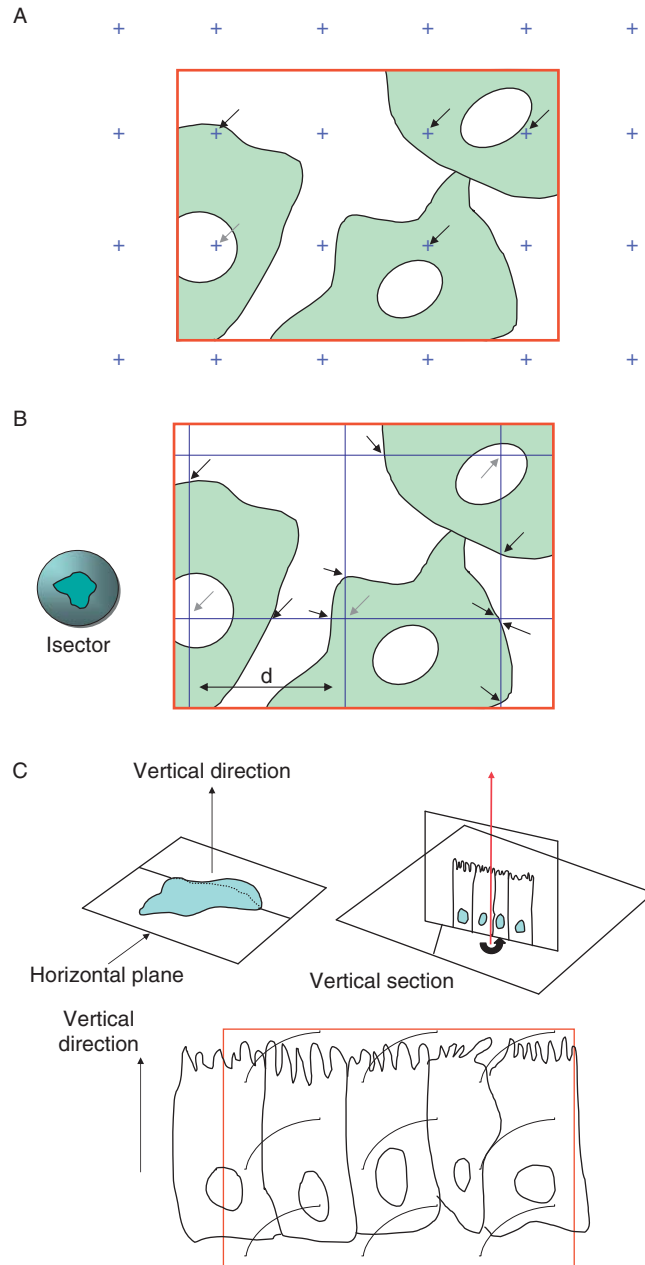 A
B
Isector
d
C
Vertical direction
Horizontal plane
Vertical section
Vertical
direction